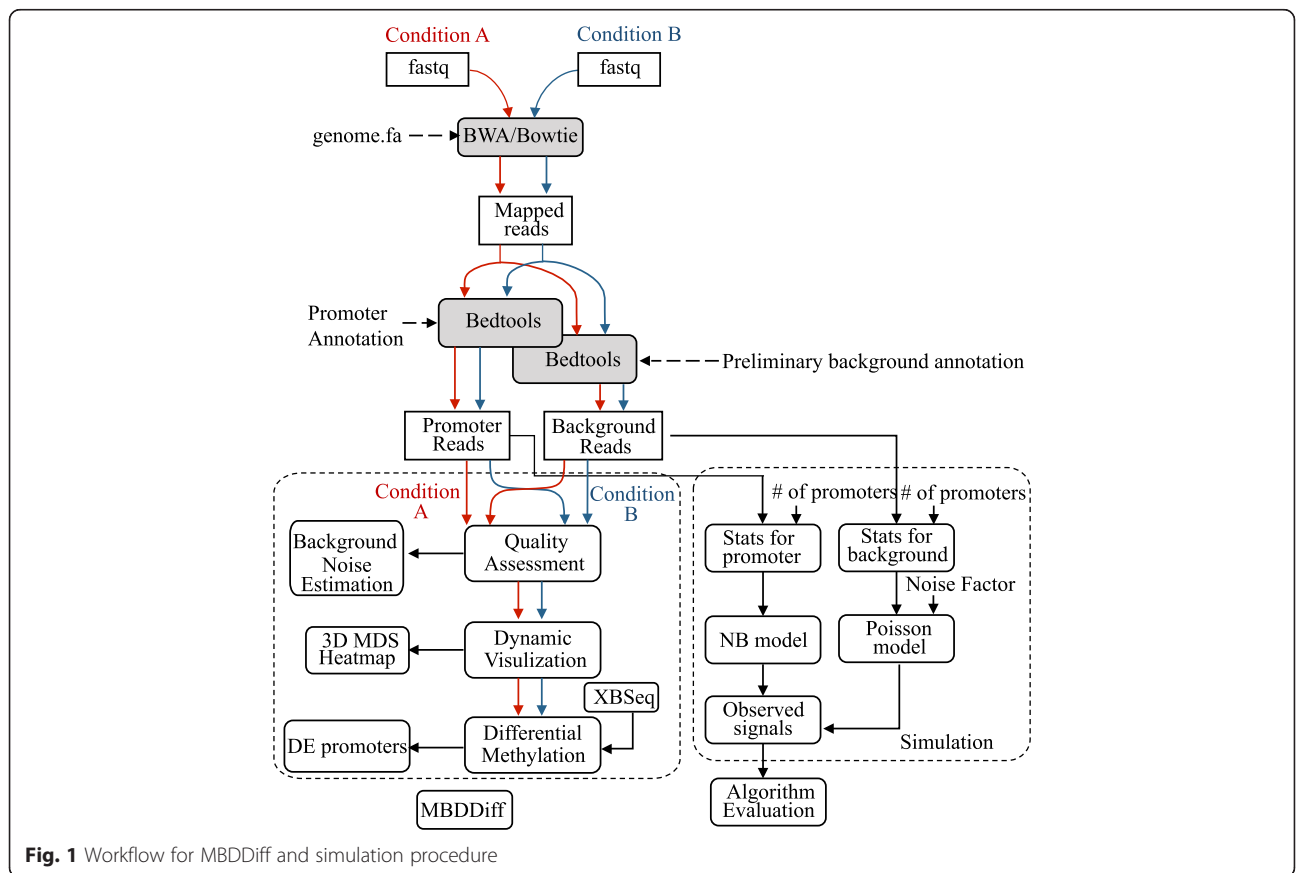 Condition A
Condition B
fastq
fastq
genome.fa
BWA/Bowtie
Mapped
reads
Promoter
Annotation
Bedtools
Bedtools
Preliminary background annotation
Promoter
Reads
Background
Reads
Condition
A
Condition
B
# of promoters
# of promoters
Background
Noise
Estimation
Quality
Assessment
Stats for
promoter
Stats for
background
Noise Factor
3D MDS
Heatmap
Dynamic
Visulization
NB model
Poisson
model
XBSeq
DE promoters
Differential
Methylation
Observed
signals
Simulation
MBDDiff
Algorithm
Evaluation
Fig. 1 Workflow for MBDDiff and simulation procedure